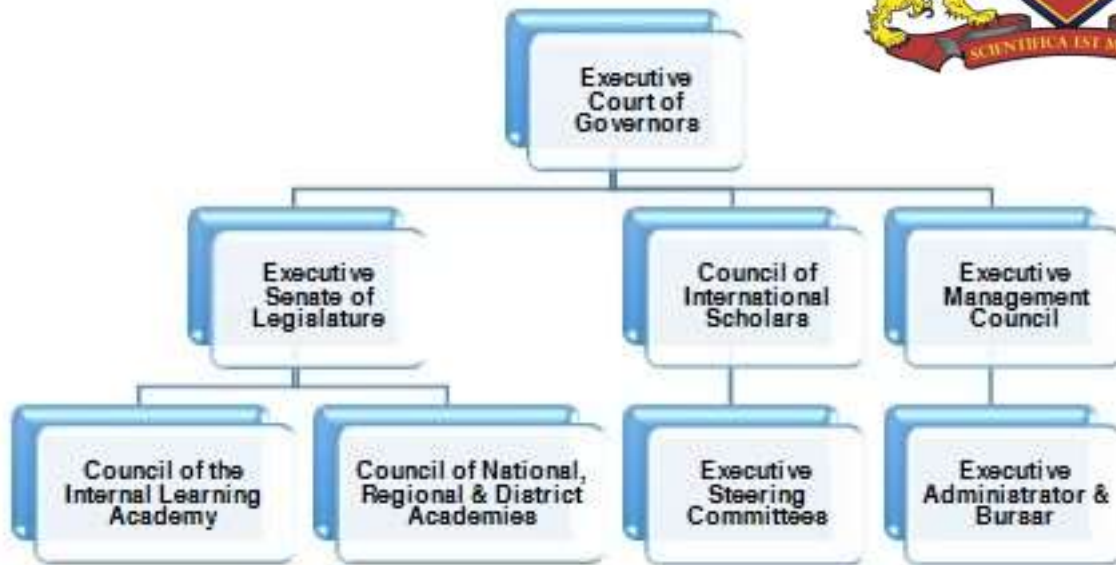 SCIENTIFICA EST
Executive
Court of
Governors
Executive
Senate of
Legislature
Council of
International
Scholars
Executive
Management
Council
Council of the
Internal Learning
Academy
Council of National,
Regional & District
Academies
Executive
Steering
Committees
Executive
Administrator &
Bursar